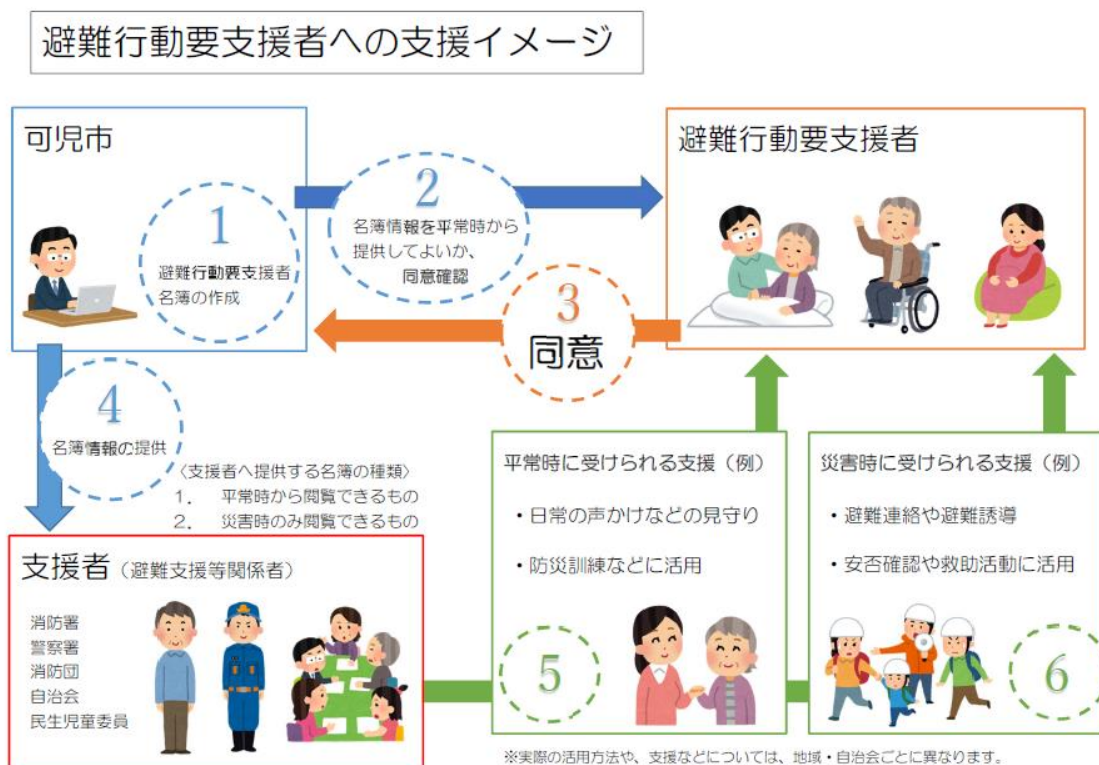 避難行動要支援者への支援イメージ
可児市
1
避難行動要支援者
名簿の作成
2
名簿情報を平常時から
提供してよいか、
同意確認
避難行動要支援者
3
同意
4
名簿情報の提供
〈支援者へ提供する名簿の種類〉
1. 平常時から閲覧できるもの
2. 災害時のみ閲覧できるもの
支援者（避難支援等関係者）
消防署
警察署
消防団
自治会
民生児童委員
平常時に受けられる支援（例）
・日常の声かけなどの見守り
・防災訓練などに活用
5
災害時に受けられる支援（例）
・避難連絡や避難誘導
・安否確認や救助活動に活用
6
※実際の活用方法や、支援などについては、地域・自治会ごとに異なります。